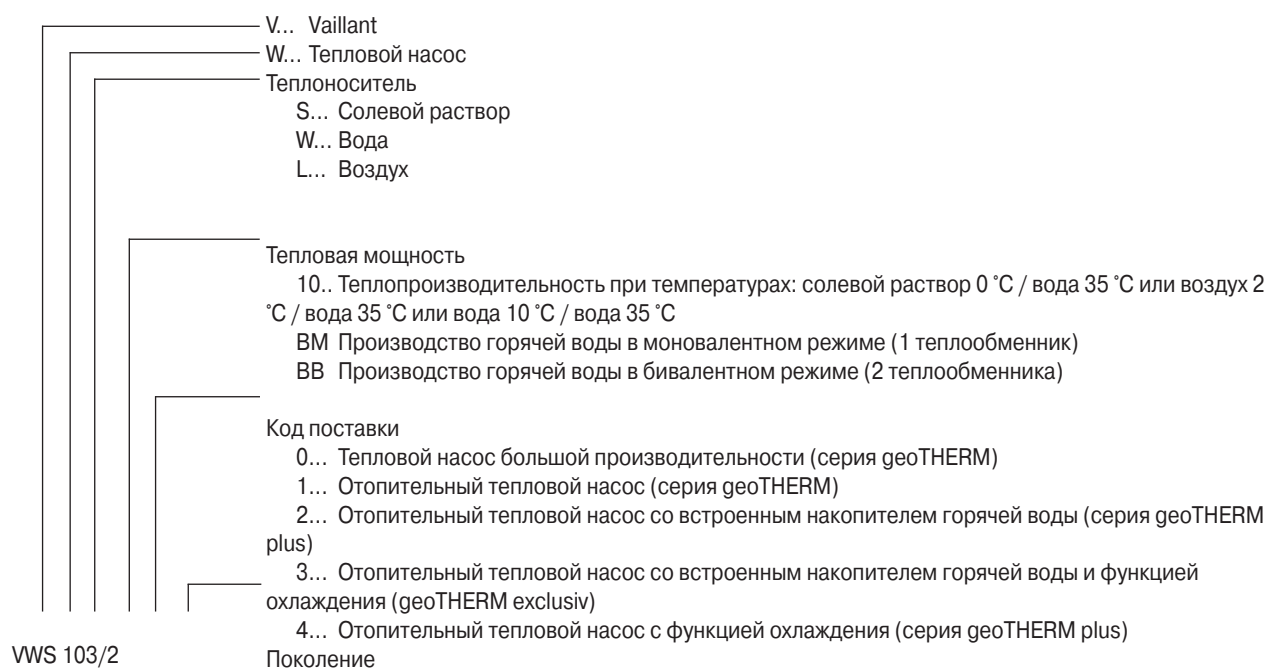 V... Vaillant
W... Тепловой насос
Теплоноситель
S... Солевой раствор
W... Вода
L... Воздух
Тепловая мощность
10.. Теплопроизводительность при температурах: солевой раствор 0 °C / вода 35 °C или воздух 2
°C / вода 35 °C или вода 10 °C / вода 35 °C
BM Производство горячей воды в моновалентном режиме (1 теплообменник)
BB Производство горячей воды в бивалентном режиме (2 теплообменника)
Код поставки
0... Тепловой насос большой производительности (серия geoTHERM)
1... Отопительный тепловой насос (серия geoTHERM)
2... Отопительный тепловой насос со встроенным накопителем горячей воды (серия geoTHERM
plus)
3... Отопительный тепловой насос со встроенным накопителем горячей воды и функцией
охлаждения (geoTHERM exclusiv)
4... Отопительный тепловой насос с функцией охлаждения (серия geoTHERM plus)
VWS 103/2 Поколение